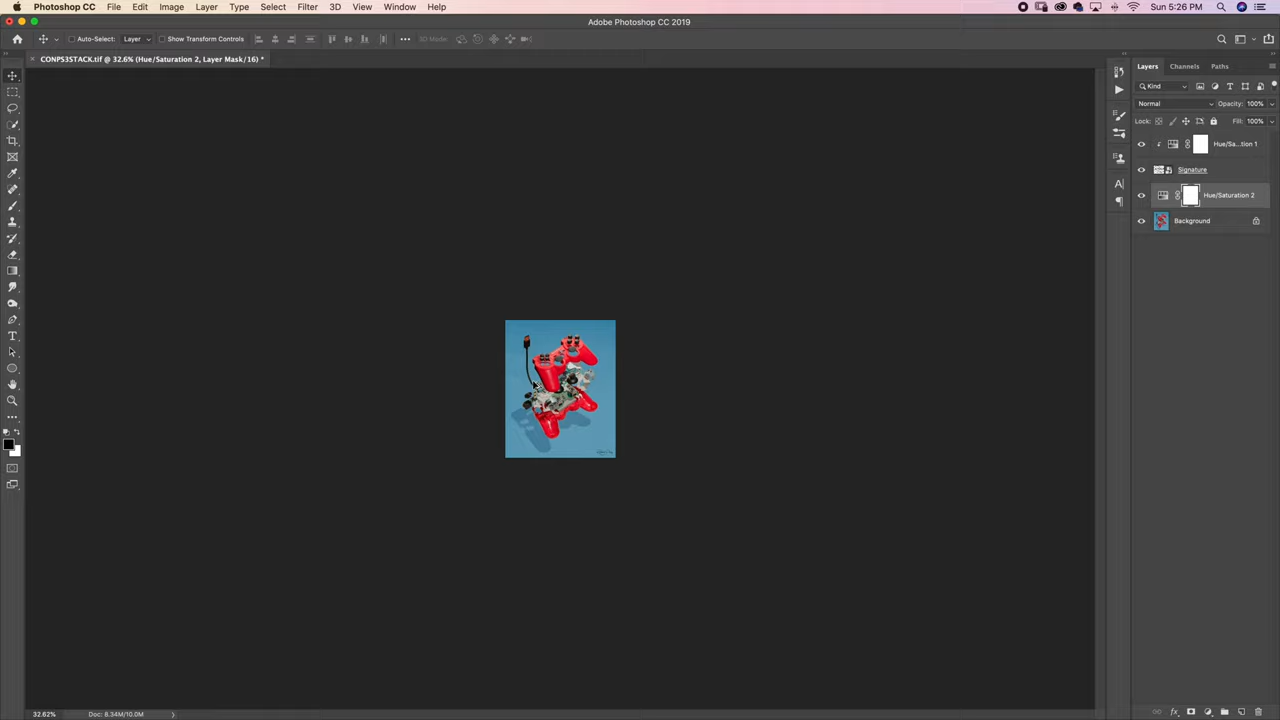 Photoshop CC File Edit Image Layer Type Select Filter 3D View Window Help Sun 5:26 PM
Adobe Photoshop CC 2019
Auto-Select: Layer Show Transform Controls 3D Mode:
CONPS3STACK.tif @ 32.6% (Hue/Saturation 2, Layer Mask/16) *
Layers Channels Paths
Kind
Normal Opacity: 100%
Lock: Fill: 100%
Hue/Sa...tion 1
Signature
Hue/Saturation 2
Background
32.62% Doc: 8.34M/10.0M